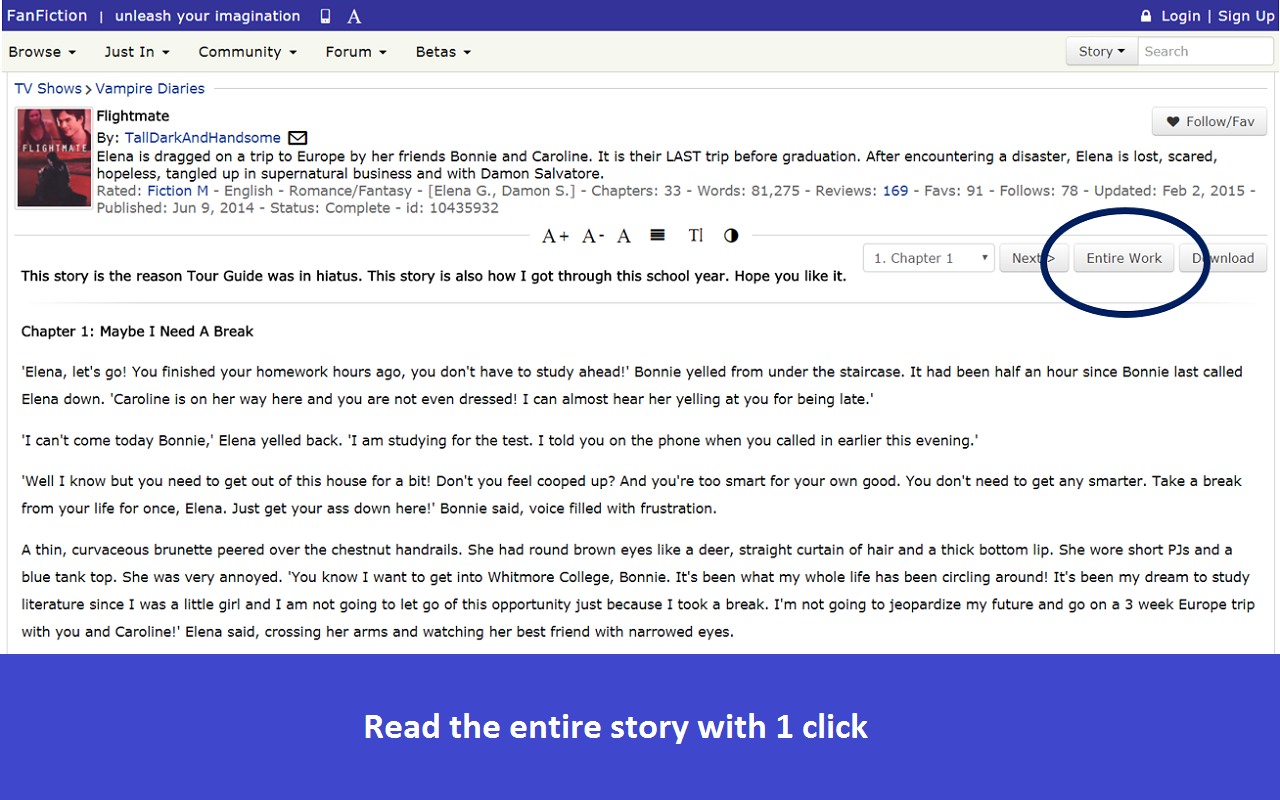 FanFiction | unleash your imagination A Login | Sign Up
Browse Just In Community Forum Betas Story Search
TV Shows > Vampire Diaries
FLIGHTMATE
Flightmate
Follow/Fav
By: TallDarkAndHandsome
Elena is dragged on a trip to Europe by her friends Bonnie and Caroline. It is their LAST trip before graduation. After encountering a disaster, Elena is lost, scared,
hopeless, tangled up in supernatural business and with Damon Salvatore.
Rated: Fiction M - English - Romance/Fantasy - [Elena G., Damon S.] - Chapters: 33 - Words: 81,275 - Reviews: 169 - Favs: 91 - Follows: 78 - Updated: Feb 2, 2015 -
Published: Jun 9, 2014 - Status: Complete - id: 10435932
A+ A- A T|
1. Chapter 1 Next > Entire Work Download
This story is the reason Tour Guide was in hiatus. This story is also how I got through this school year. Hope you like it.
Chapter 1: Maybe I Need A Break
'Elena, let's go! You finished your homework hours ago, you don't have to study ahead!' Bonnie yelled from under the staircase. It had been half an hour since Bonnie last called
Elena down. 'Caroline is on her way here and you are not even dressed! I can almost hear her yelling at you for being late.'
'I can't come today Bonnie,' Elena yelled back. 'I am studying for the test. I told you on the phone when you called in earlier this evening.'
'Well I know but you need to get out of this house for a bit! Don't you feel cooped up? And you're too smart for your own good. You don't need to get any smarter. Take a break
from your life for once, Elena. Just get your ass down here!' Bonnie said, voice filled with frustration.
A thin, curvaceous brunette peered over the chestnut handrails. She had round brown eyes like a deer, straight curtain of hair and a thick bottom lip. She wore short PJs and a
blue tank top. She was very annoyed. 'You know I want to get into Whitmore College, Bonnie. It's been what my whole life has been circling around! It's been my dream to study
literature since I was a little girl and I am not going to let go of this opportunity just because I took a break. I'm not going to jeopardize my future and go on a 3 week Europe trip
with you and Caroline!' Elena said, crossing her arms and watching her best friend with narrowed eyes.
Read the entire story with 1 click